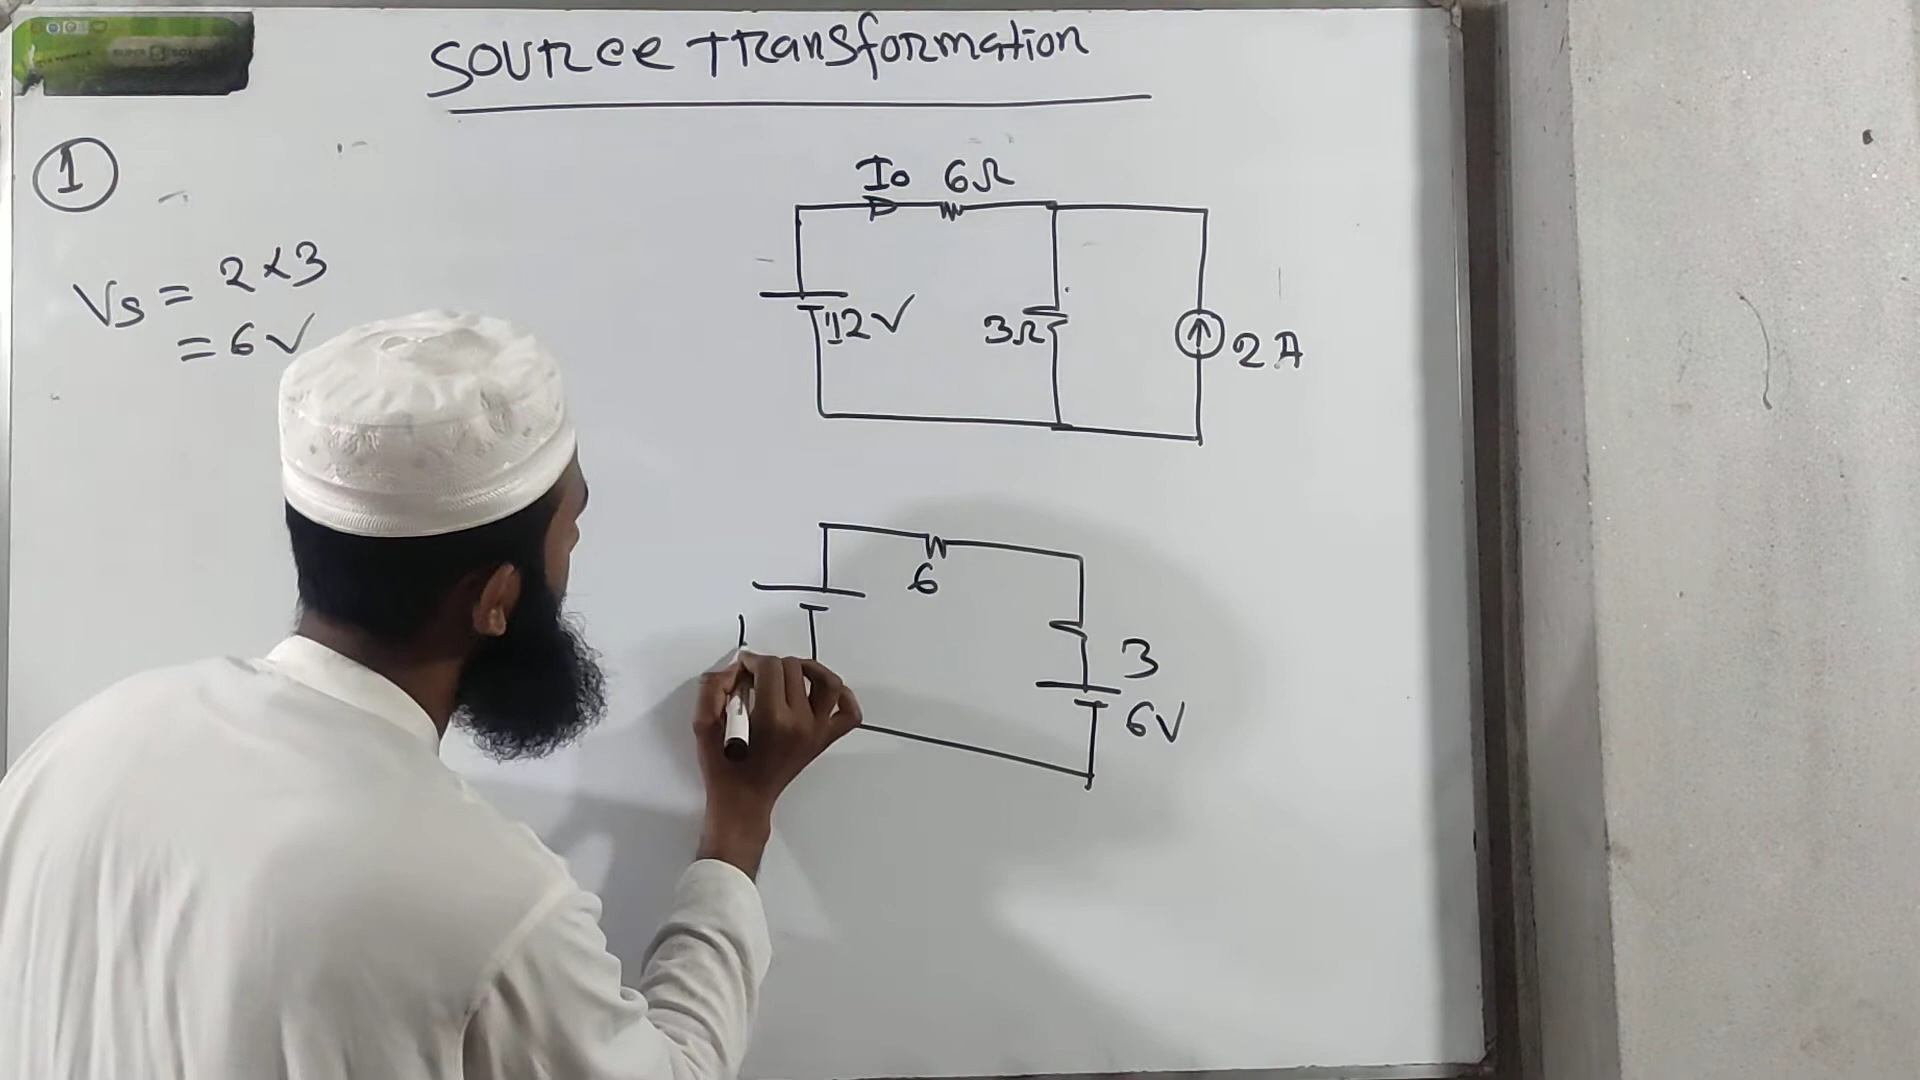 Source Transformation
1
Vs = 2×3
= 6V
Io 6Ω
12V
3Ω
2A
6
3
6V